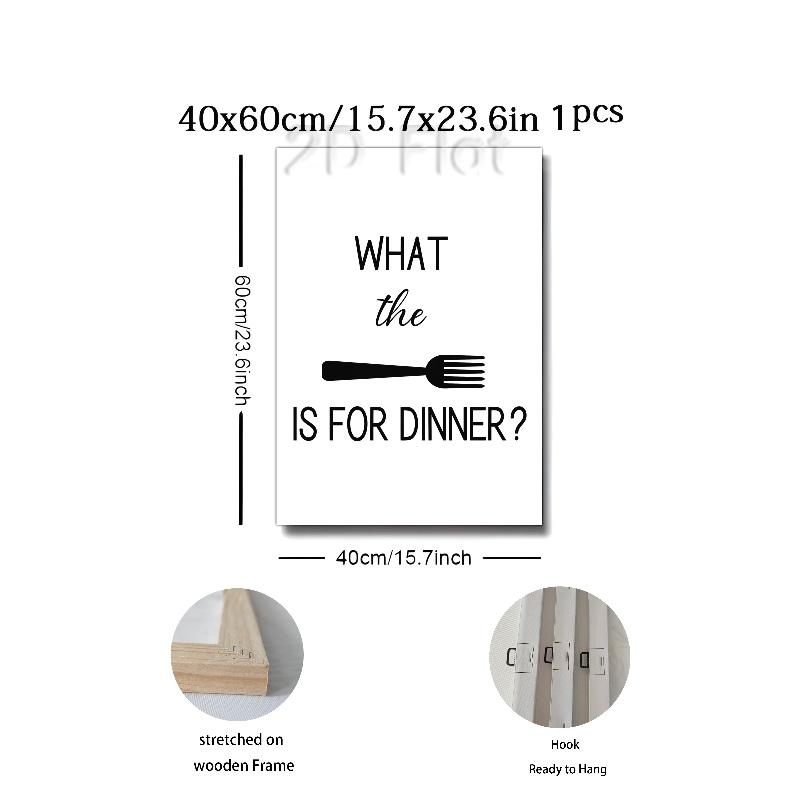 40x60cm/15.7x23.6in 1pcs
2D Flat
60cm/23.6inch
WHAT
the
IS FOR DINNER?
40cm/15.7inch
stretched on
wooden Frame
Hook
Ready to Hang